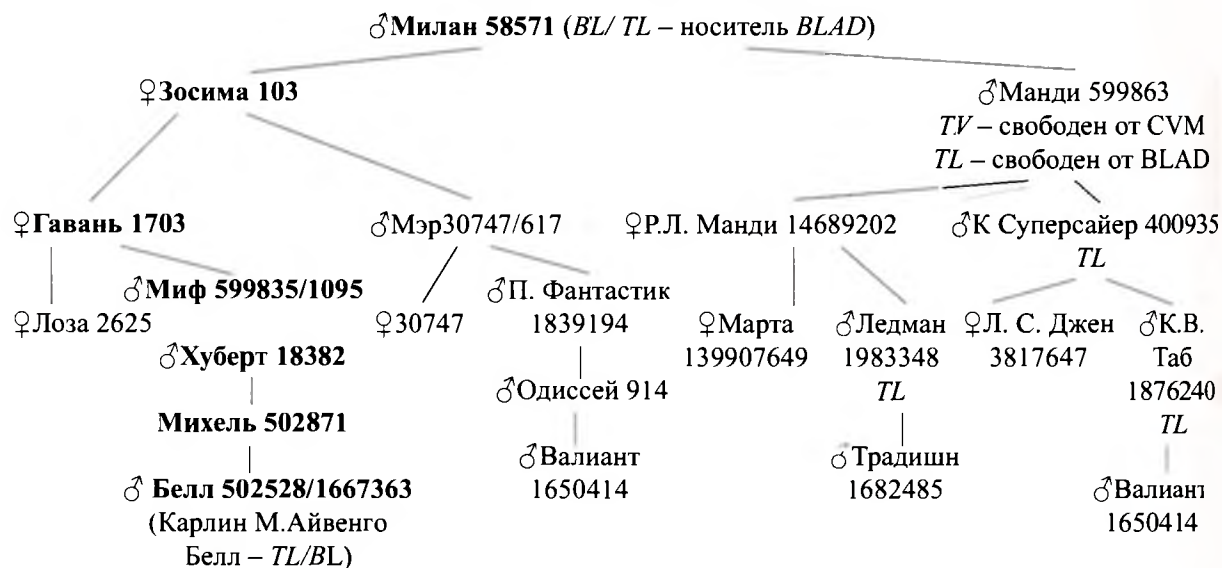 ♂Милан 58571 (BL/ TL – носитель BLAD)
♀Зосима 103
♂Манди 599863
TV – свободен от CVM
TL – свободен от BLAD
♀Гавань 1703
♂Мэр30747/617
♀Р.Л. Манди 14689202
♂К Суперсайер 400935
TL
♂Миф 599835/1095
♀Лоза 2625
♂Хуберт 18382
Михель 502871
♂ Белл 502528/1667363
(Карлин М.Айвенго
Белл – TL/BL)
♀30747
♂П. Фантастик
1839194
♂Одиссей 914
♂Валиант
1650414
♀Марта
139907649
♂Ледман
1983348
TL
♂Традишн
1682485
♀Л. С. Джен
3817647
♂К.В.
Таб
1876240
TL
♂Валиант
1650414